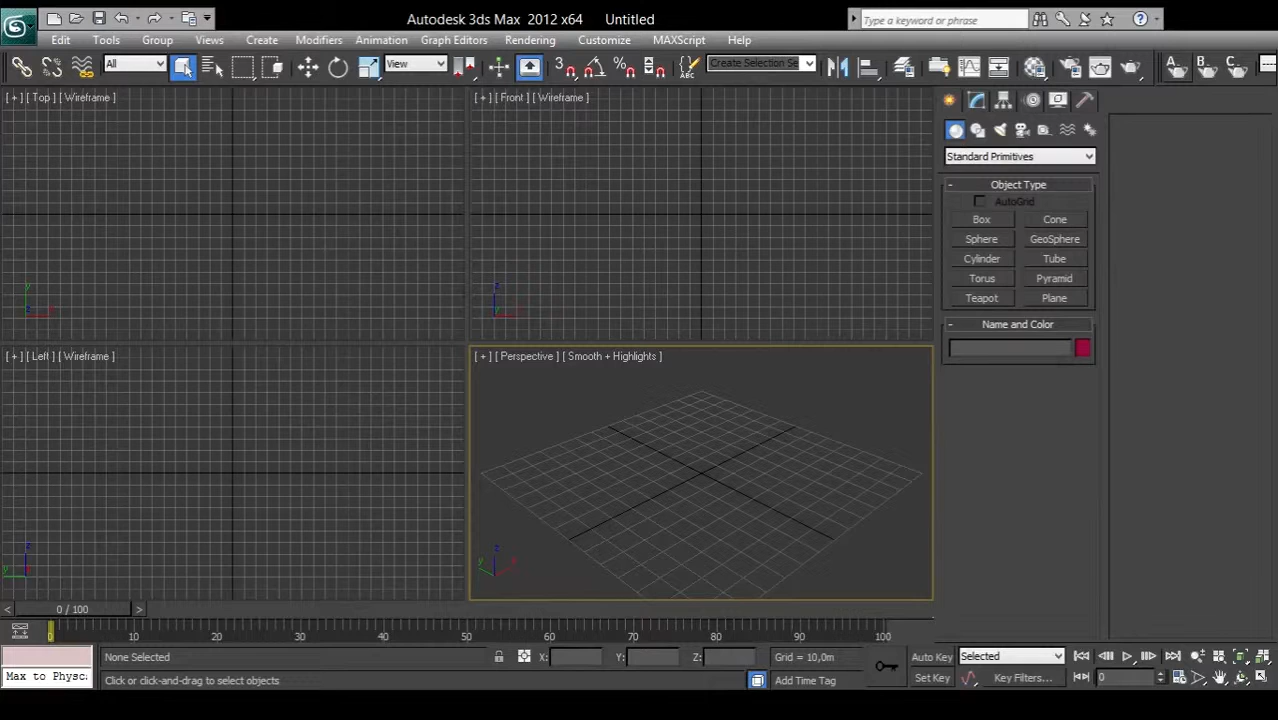 Autodesk 3ds Max 2012 x64 Untitled
Type a keyword or phrase
Edit Tools Group Views Create Modifiers Animation Graph Editors Rendering Customize MAXScript Help
All View 3 % ABC Create Selection Se A B C
[ + ] [ Top ] [ Wireframe ]
[ + ] [ Front ] [ Wireframe ]
Standard Primitives
- Object Type
AutoGrid
Box Cone
Sphere GeoSphere
Cylinder Tube
Torus Pyramid
Teapot Plane
- Name and Color
y z x
z y x
[ + ] [ Left ] [ Wireframe ]
[ + ] [ Perspective ] [ Smooth + Highlights ]
z y
z y x
< 0 / 100 >
0 10 20 30 40 50 60 70 80 90 100
None Selected X: Y: Z: Grid = 10,0m Auto Key Selected
Max to Physc. Click or click-and-drag to select objects Add Time Tag Set Key Key Filters... 0